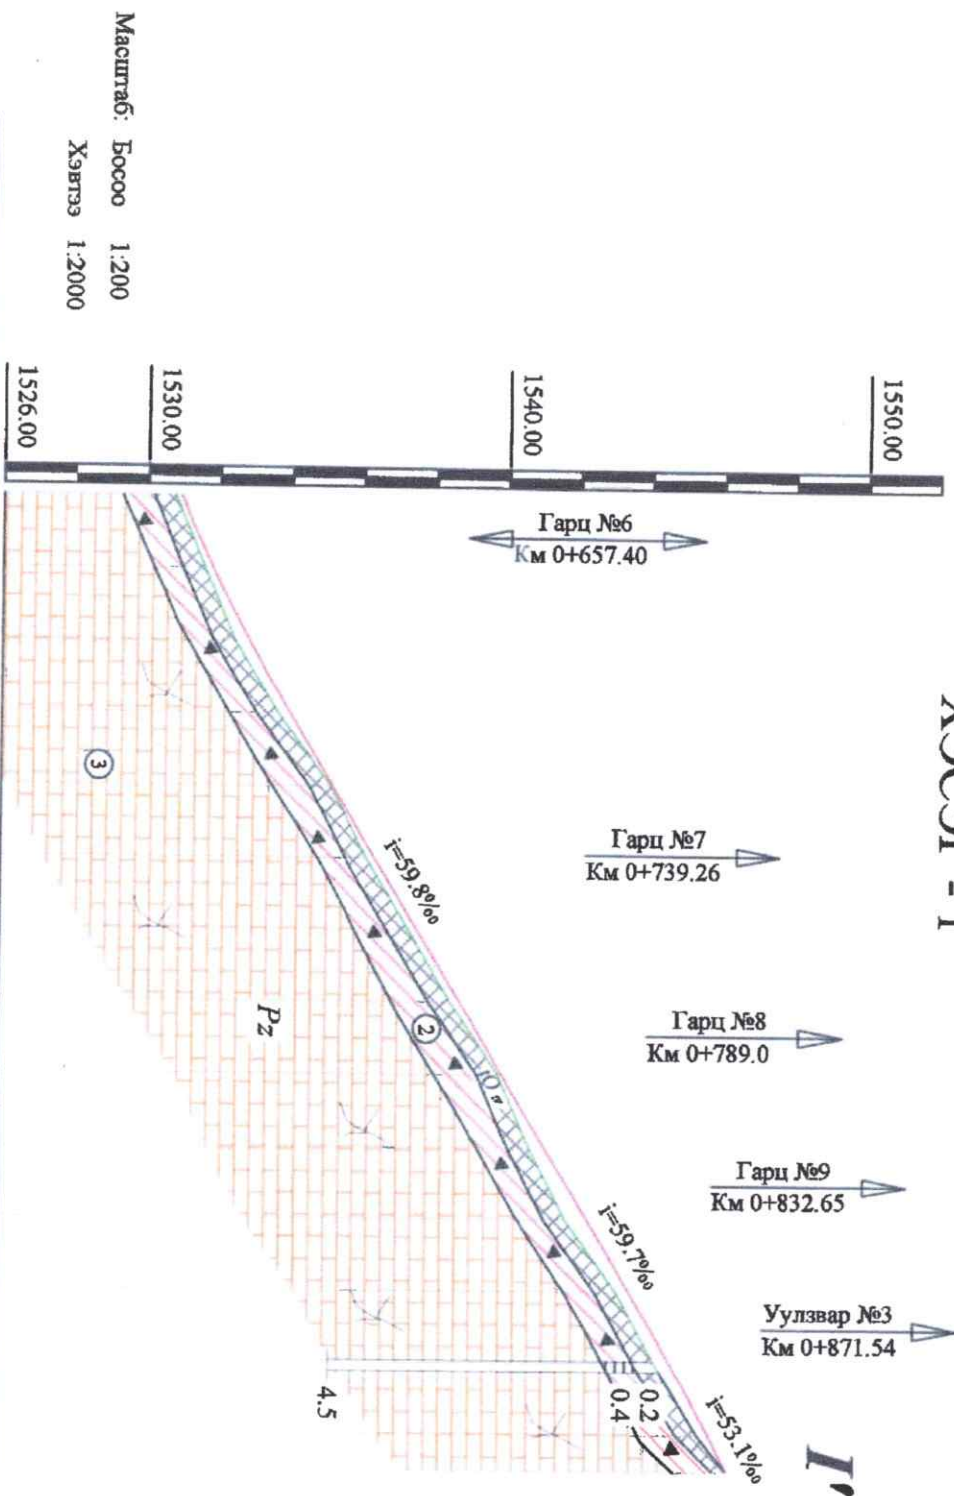 I'
1550.00
1540.00
1530.00
1526.00
Гарц №6
Км 0+657.40
Гарц №7
Км 0+739.26
Гарц №8
Км 0+789.0
Гарц №9
Км 0+832.65
Уулзвар №3
Км 0+871.54
i=59.8‰
i=59.7‰
i=53.1‰
2
3
Pz
0.2
0.4
4.5
Масштаб: Босоо 1:200
Хэвтээ 1:2000